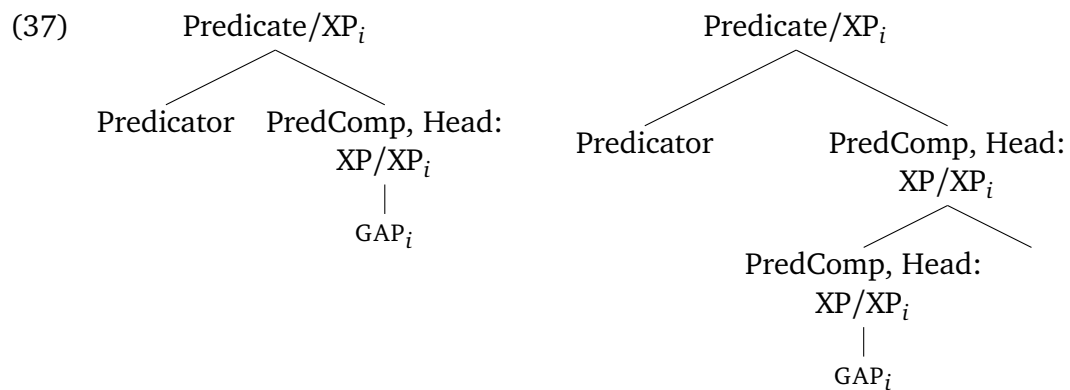 (37) Predicate/XPᵢ Predicate/XPᵢ
Predicator PredComp, Head: Predicator PredComp, Head:
XP/XPᵢ XP/XPᵢ
GAPᵢ PredComp, Head:
XP/XPᵢ
GAPᵢ